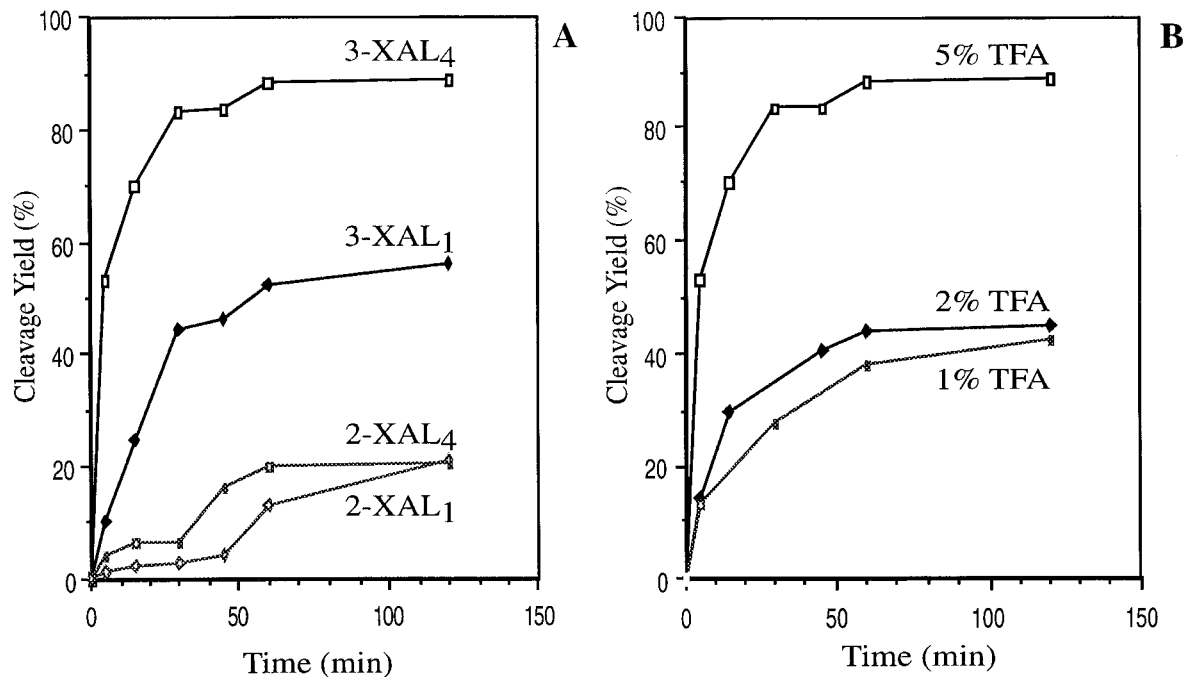 A
100
80
60
40
20
0
Cleavage Yield (%)
3-XAL4
3-XAL1
2-XAL4
2-XAL1
0 50 100 150
Time (min)
B
100
80
60
40
20
0
Cleavage Yield (%)
5% TFA
2% TFA
1% TFA
0 50 100 150
Time (min)